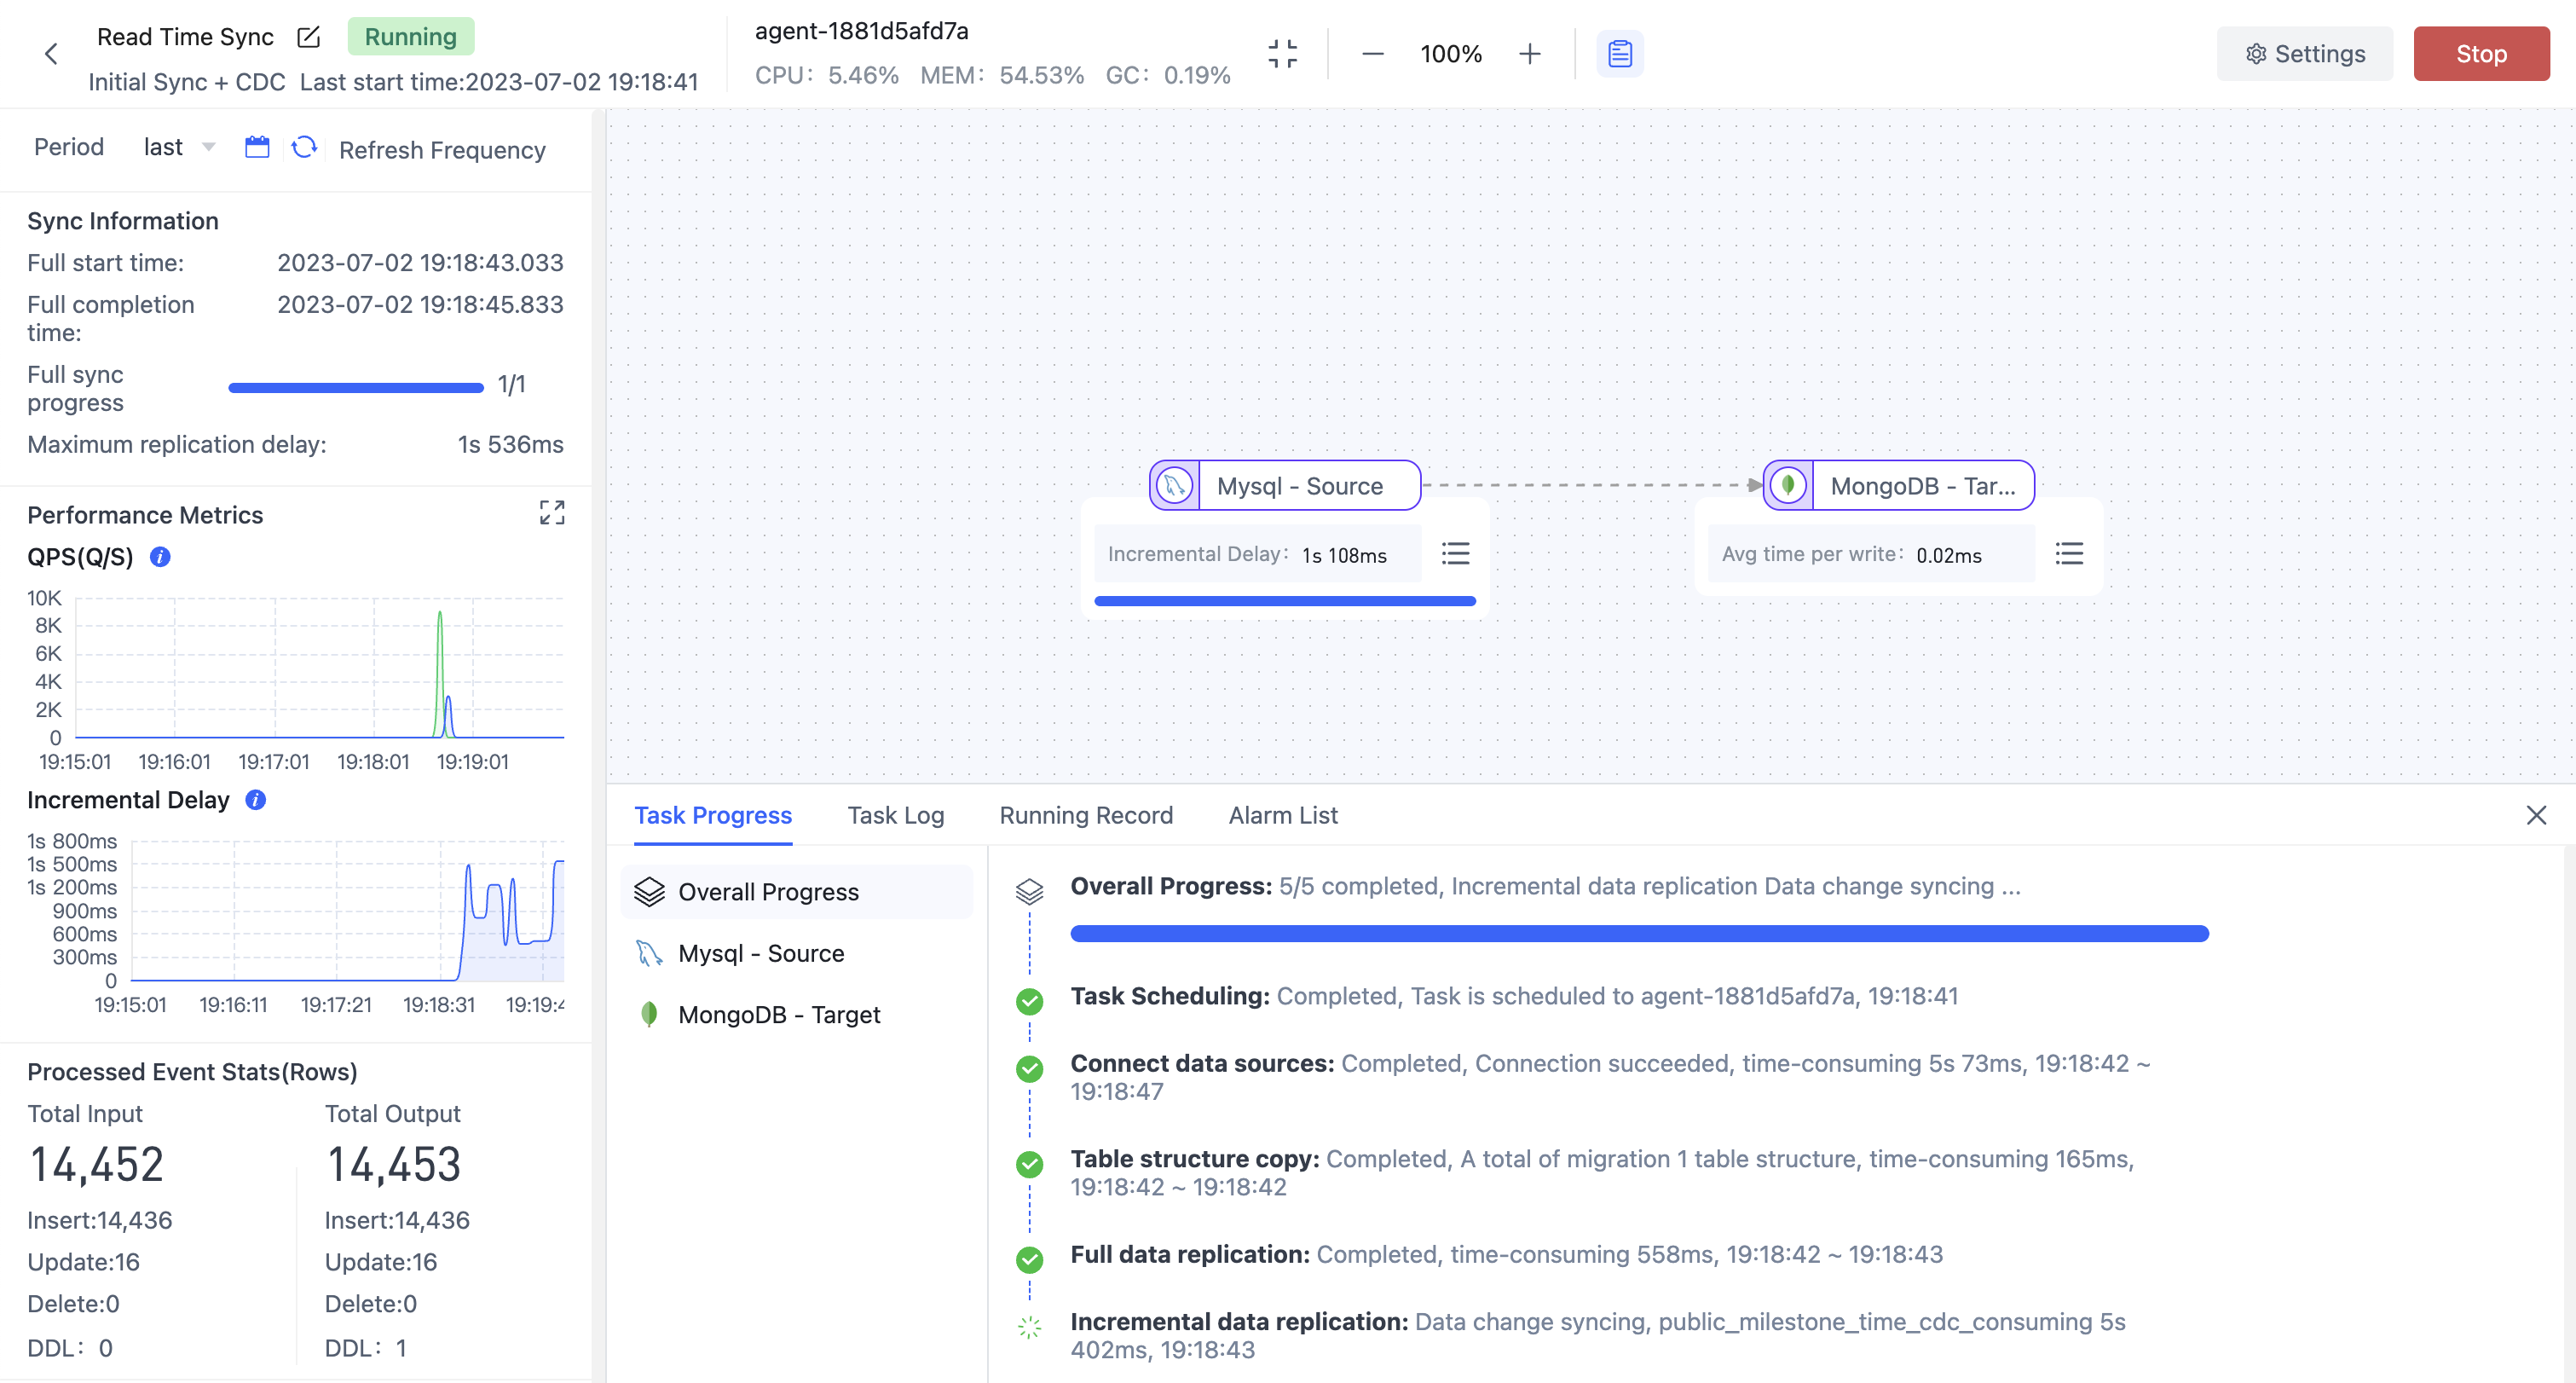 Read Time Sync Running
Initial Sync + CDC Last start time:2023-07-02 19:18:41
agent-1881d5afd7a
CPU: 5.46% MEM: 54.53% GC: 0.19%
100%
Settings
Stop
Period last Refresh Frequency
Sync Information
Full start time: 2023-07-02 19:18:43.033
Full completion 2023-07-02 19:18:45.833
time:
Full sync
progress
1/1
Maximum replication delay: 1s 536ms
Performance Metrics
QPS(Q/S)
10K
8K
6K
4K
2K
0
19:15:01 19:16:01 19:17:01 19:18:01 19:19:01
Incremental Delay
1s 800ms
1s 500ms
1s 200ms
900ms
600ms
300ms
0
19:15:01 19:16:11 19:17:21 19:18:31 19:19:4
Processed Event Stats(Rows)
Total Input
14,452
Insert:14,436
Update:16
Delete:0
DDL: 0
Total Output
14,453
Insert:14,436
Update:16
Delete:0
DDL: 1
Mysql - Source
Incremental Delay: 1s 108ms
MongoDB - Tar...
Avg time per write: 0.02ms
Task Progress Task Log Running Record Alarm List
Overall Progress
Mysql - Source
MongoDB - Target
Overall Progress: 5/5 completed, Incremental data replication Data change syncing ...
Task Scheduling: Completed, Task is scheduled to agent-1881d5afd7a, 19:18:41
Connect data sources: Completed, Connection succeeded, time-consuming 5s 73ms, 19:18:42 ~
19:18:47
Table structure copy: Completed, A total of migration 1 table structure, time-consuming 165ms,
19:18:42 ~ 19:18:42
Full data replication: Completed, time-consuming 558ms, 19:18:42 ~ 19:18:43
Incremental data replication: Data change syncing, public_milestone_time_cdc_consuming 5s
402ms, 19:18:43